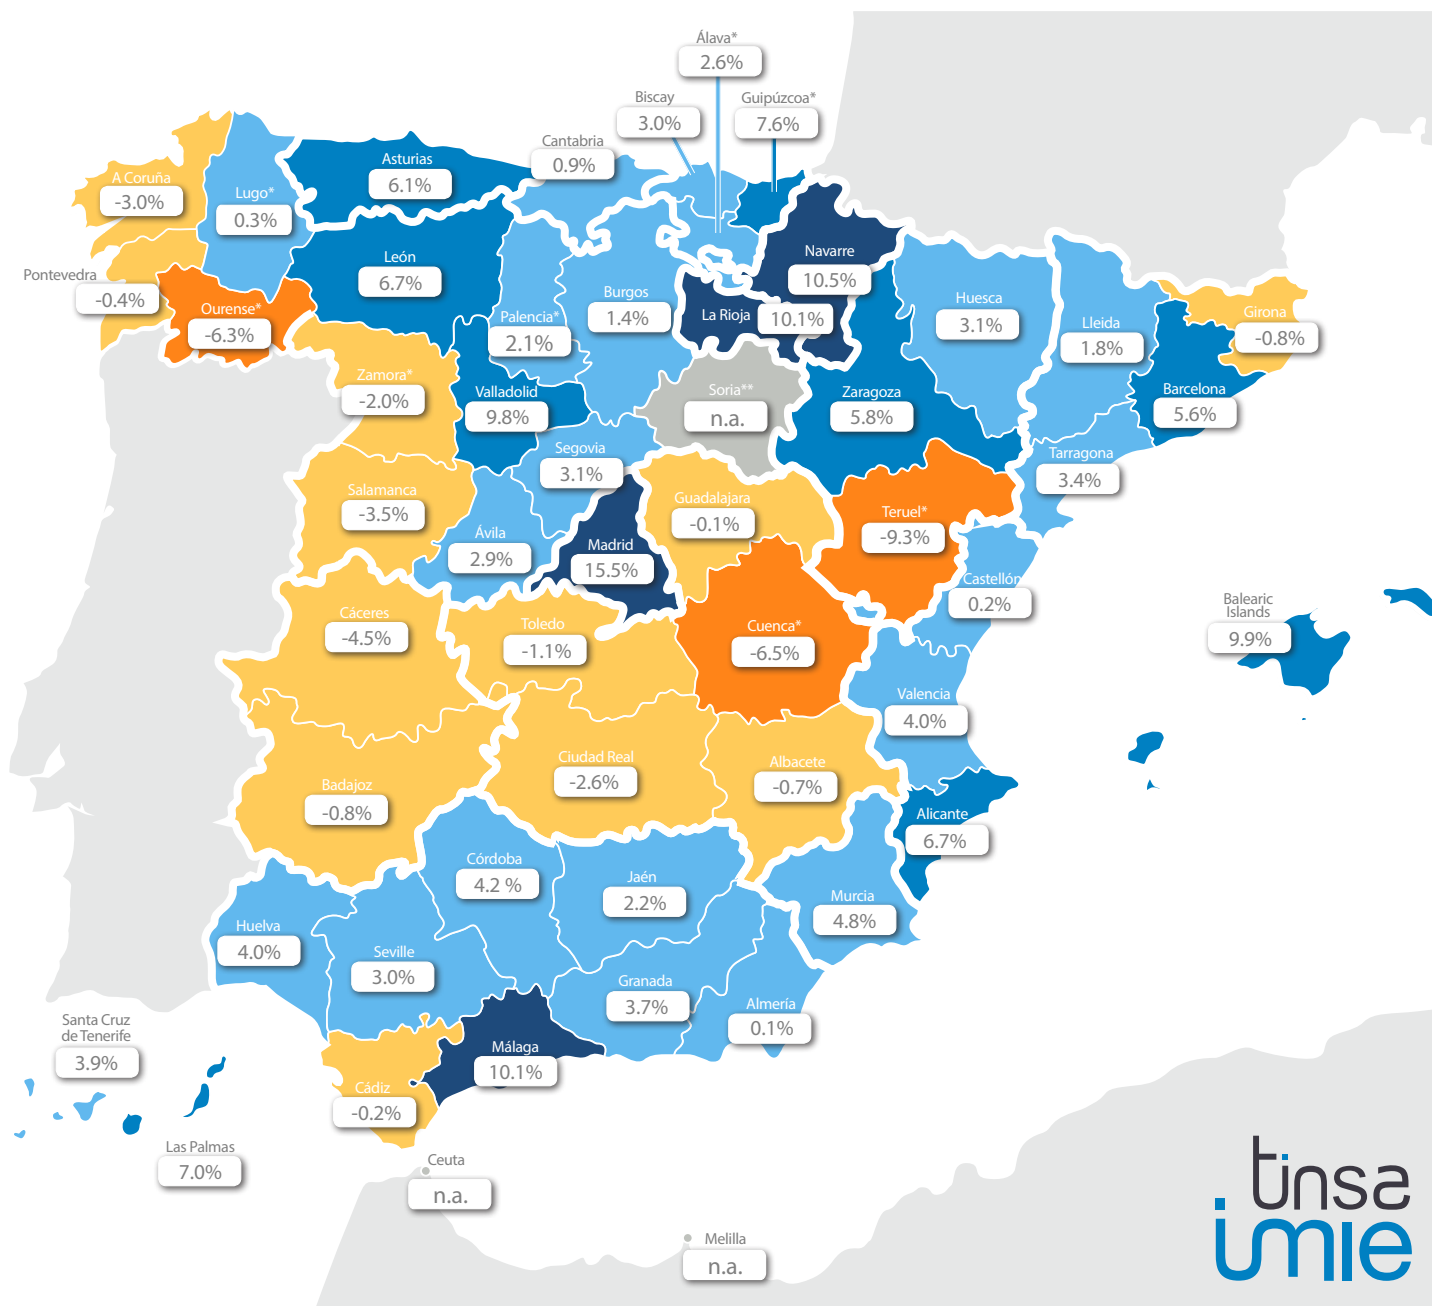 Álava*
2.6%
Biscay
3.0%
Guipúzcoa*
7.6%
Cantabria
0.9%
Asturias
6.1%
A Coruña
-3.0%
Lugo*
0.3%
Navarre
10.5%
León
6.7%
Pontevedra
-0.4%
Ourense*
-6.3%
Burgos
1.4%
La Rioja
10.1%
Palencia*
2.1%
Huesca
3.1%
Lleida
1.8%
Girona
-0.8%
Zamora*
-2.0%
Valladolid
9.8%
Soria**
n.a.
Zaragoza
5.8%
Barcelona
5.6%
Segovia
3.1%
Tarragona
3.4%
Salamanca
-3.5%
Guadalajara
-0.1%
Teruel*
-9.3%
Ávila
2.9%
Madrid
15.5%
Castellón
0.2%
Balearic
Islands
9.9%
Cáceres
-4.5%
Toledo
-1.1%
Cuenca*
-6.5%
Valencia
4.0%
Ciudad Real
-2.6%
Albacete
-0.7%
Badajoz
-0.8%
Alicante
6.7%
Córdoba
4.2 %
Jaén
2.2%
Murcia
4.8%
Huelva
4.0%
Seville
3.0%
Granada
3.7%
Almería
0.1%
Santa Cruz
de Tenerife
3.9%
Málaga
10.1%
Cádiz
-0.2%
Las Palmas
7.0%
Ceuta
n.a.
Melilla
n.a.
tinsa
imie